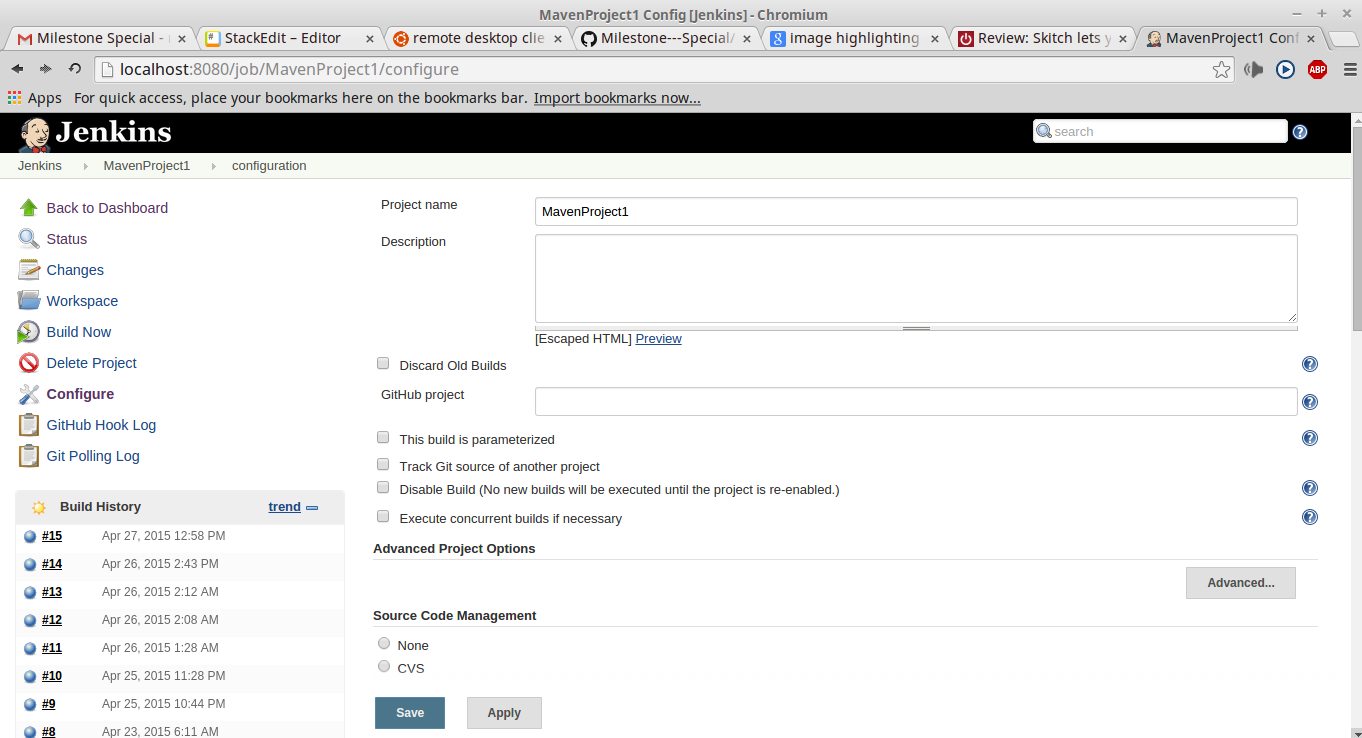 MavenProject1 Config [Jenkins] - Chromium
Milestone Special -
StackEdit – Editor
remote desktop clie
Milestone---Special/
image highlighting
Review: Skitch lets y
MavenProject1 Conf
localhost:8080/job/MavenProject1/configure
ABP
Apps For quick access, place your bookmarks here on the bookmarks bar. Import bookmarks now...
Jenkins
search
Jenkins MavenProject1 configuration
Back to Dashboard
Status
Changes
Workspace
Build Now
Delete Project
Configure
GitHub Hook Log
Git Polling Log
Build History trend
#15 Apr 27, 2015 12:58 PM
#14 Apr 26, 2015 2:43 PM
#13 Apr 26, 2015 2:12 AM
#12 Apr 26, 2015 2:08 AM
#11 Apr 26, 2015 1:28 AM
#10 Apr 25, 2015 11:28 PM
#9 Apr 25, 2015 10:44 PM
#8 Apr 23, 2015 6:11 AM
Project name MavenProject1
Description
[Escaped HTML] Preview
Discard Old Builds
GitHub project
This build is parameterized
Track Git source of another project
Disable Build (No new builds will be executed until the project is re-enabled.)
Execute concurrent builds if necessary
Advanced Project Options
Advanced...
Source Code Management
None
CVS
Save Apply